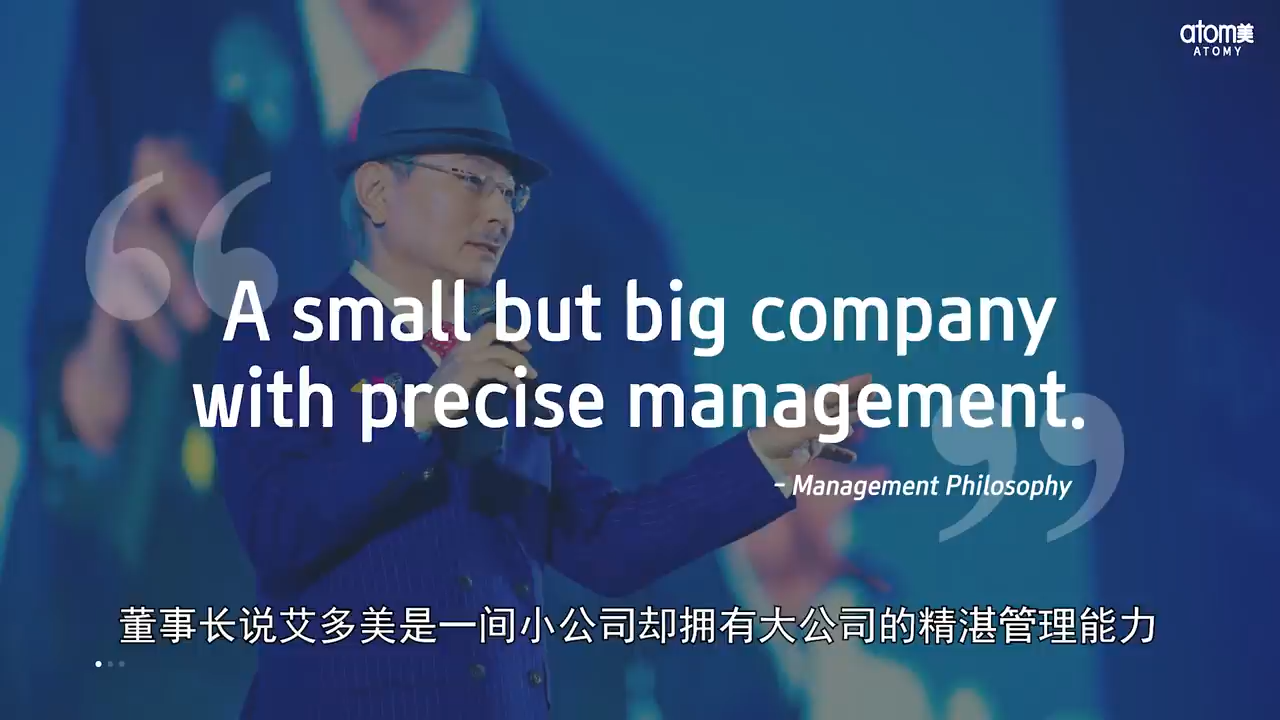 atom美
ATOMY
A small but big company
with precise management.
- Management Philosophy
董事长说艾多美是一间小公司却拥有大公司的精湛管理能力